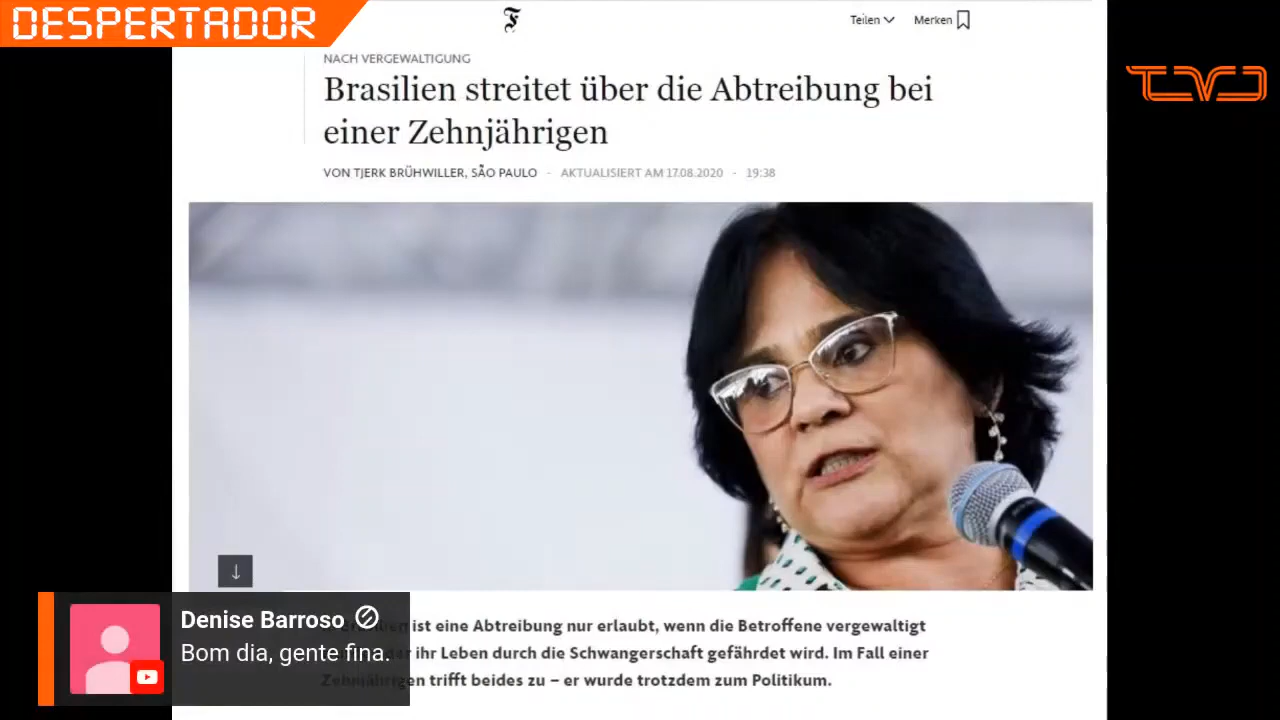 DESPERTADOR
F
Teilen
Merken
TVD
NACH VERGEWALTIGUNG
Brasilien streitet über die Abtreibung bei
einer Zehnjährigen
VON TJERK BRÜHWILLER, SÃO PAULO - AKTUALISIERT AM 17.08.2020 - 19:38
ist eine Abtreibung nur erlaubt, wenn die Betroffene vergewaltigt
ihr Leben durch die Schwangerschaft gefährdet wird. Im Fall einer
Zehnjährigen trifft beides zu – er wurde trotzdem zum Politikum.
Denise Barroso
Bom dia, gente fina.